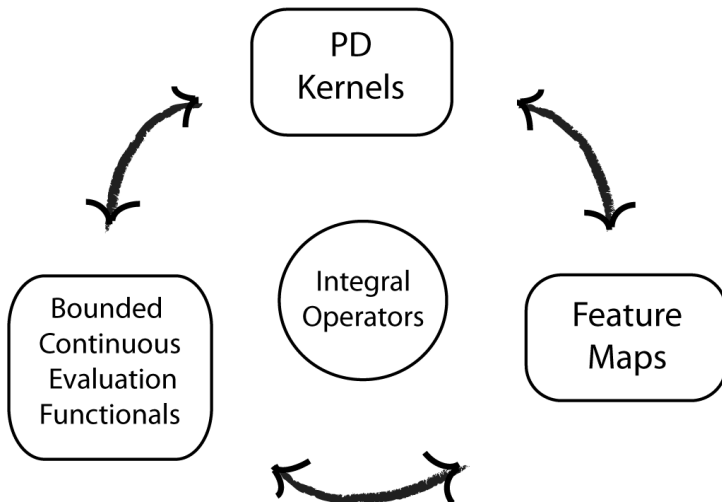 PD
Kernels
Integral
Operators
Bounded
Continuous
Evaluation
Functionals
Feature
Maps